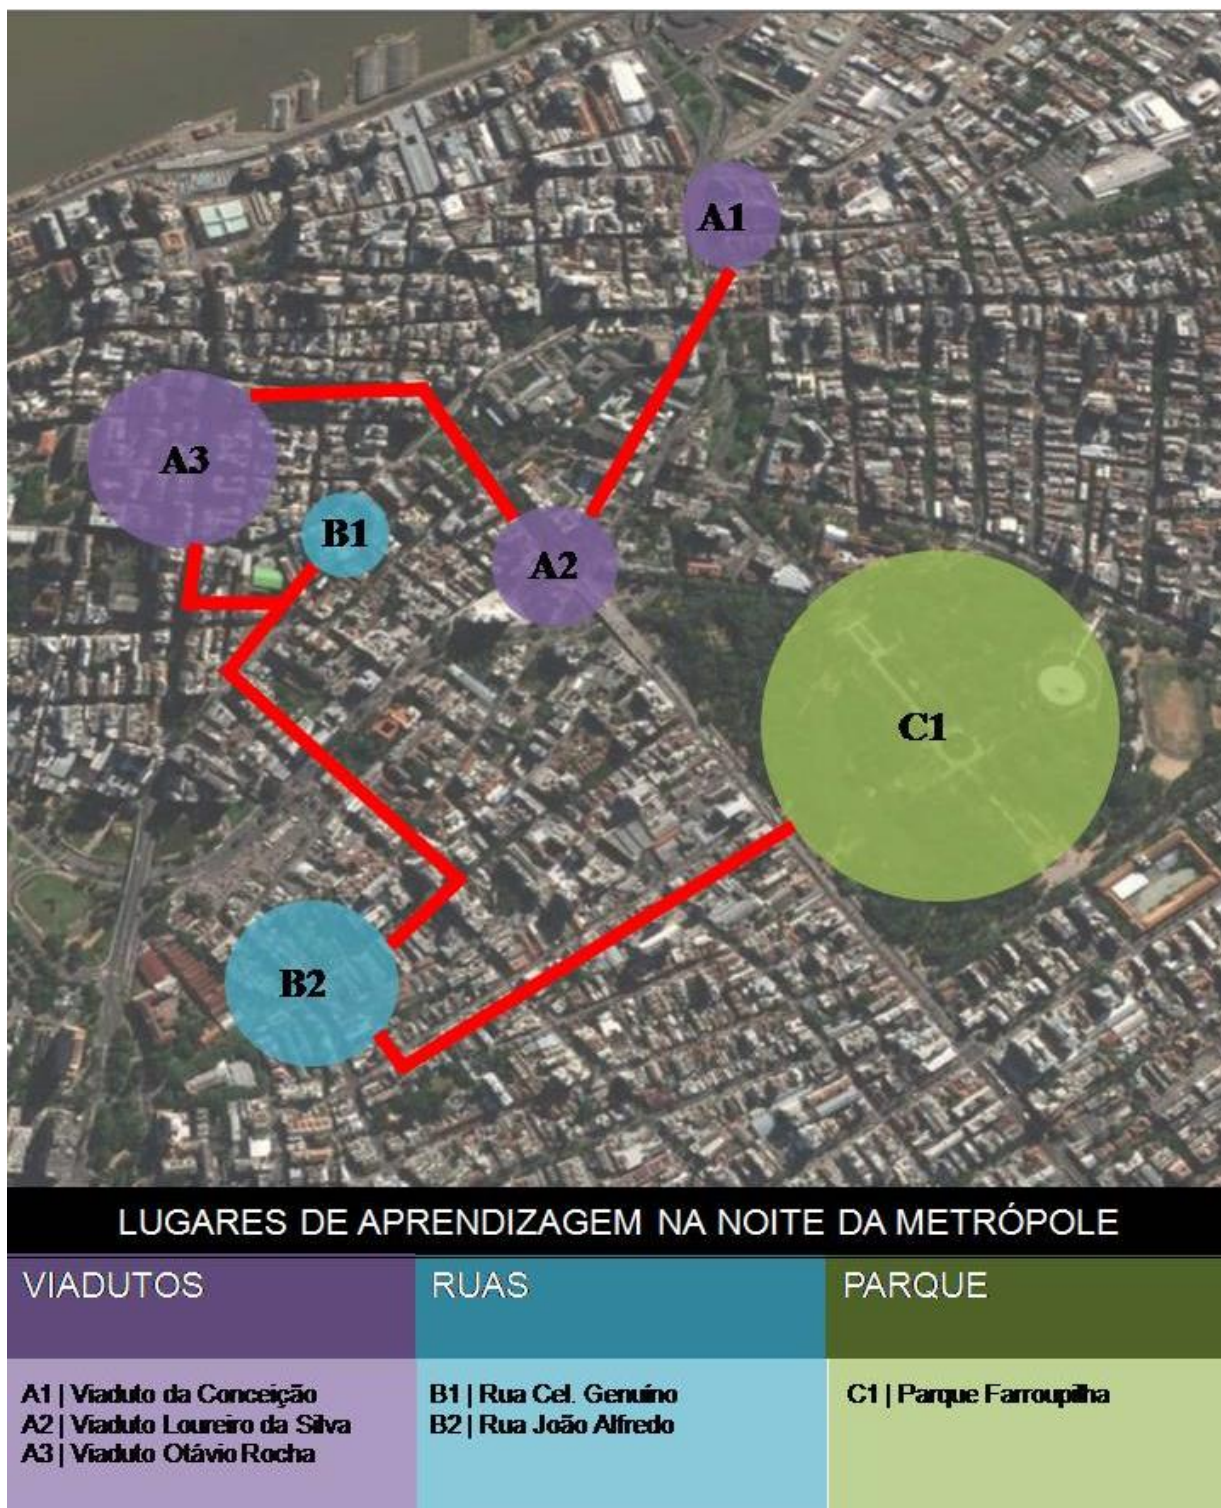 A1
A3
B1
A2
C1
B2
LUGARES DE APRENDIZAGEM NA NOITE DA METRÓPOLE
VIADUTOS
RUAS
PARQUE
A1 | Viaduto da Conceição
A2 | Viaduto Loureiro da Silva
A3 | Viaduto Otávio Rocha
B1 | Rua Cel. Genuíno
B2 | Rua João Alfredo
C1 | Parque Farroupilha